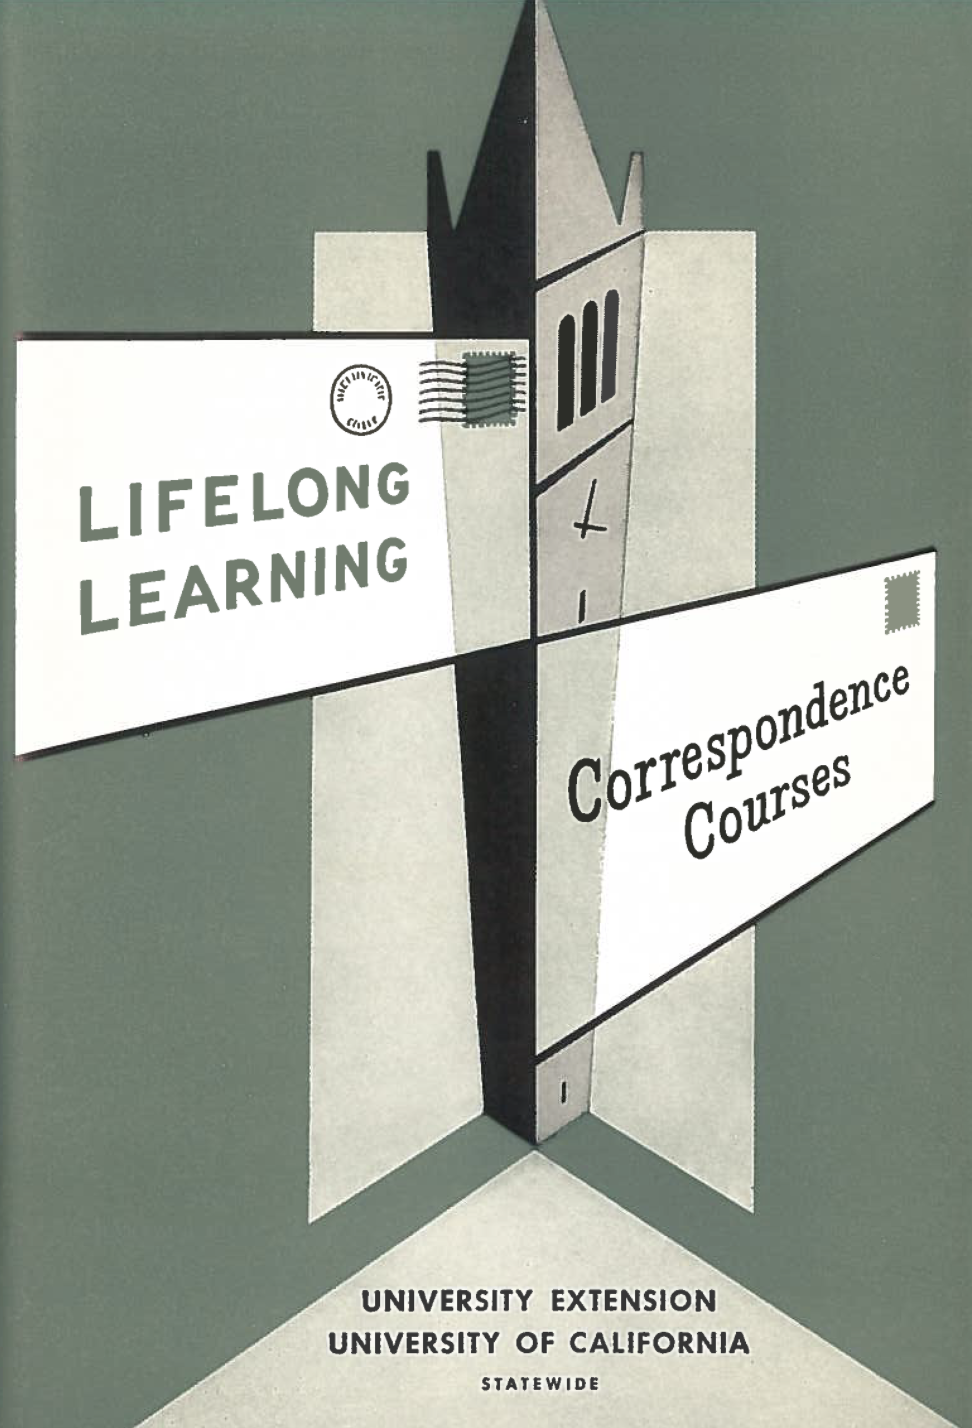 LIFELONG
LEARNING
Correspondence
Courses
UNIVERSITY EXTENSION
UNIVERSITY OF CALIFORNIA
STATEWIDE